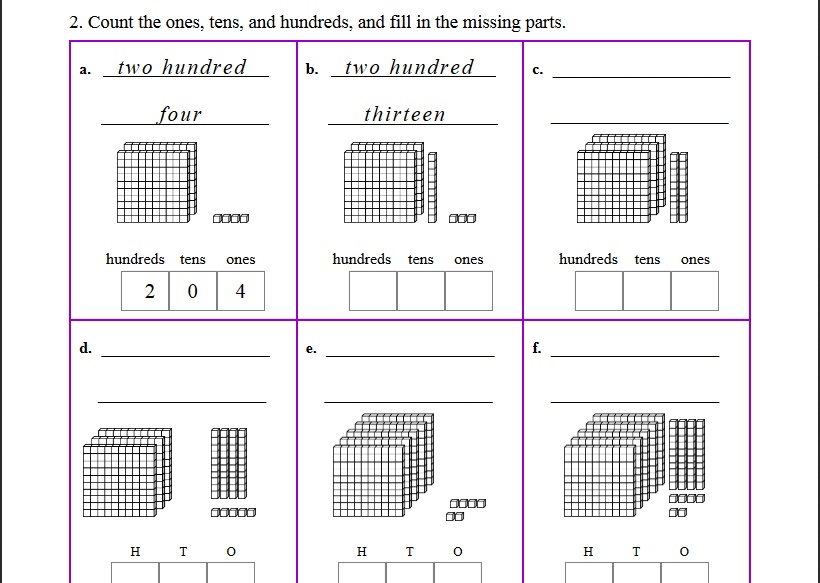 2. Count the ones, tens, and hundreds, and fill in the missing parts.
a. two hundred
four
hundreds tens ones
2 0 4
b. two hundred
thirteen
hundreds tens ones
c.
hundreds tens ones
d.
H T O
e.
H T O
f.
H T O